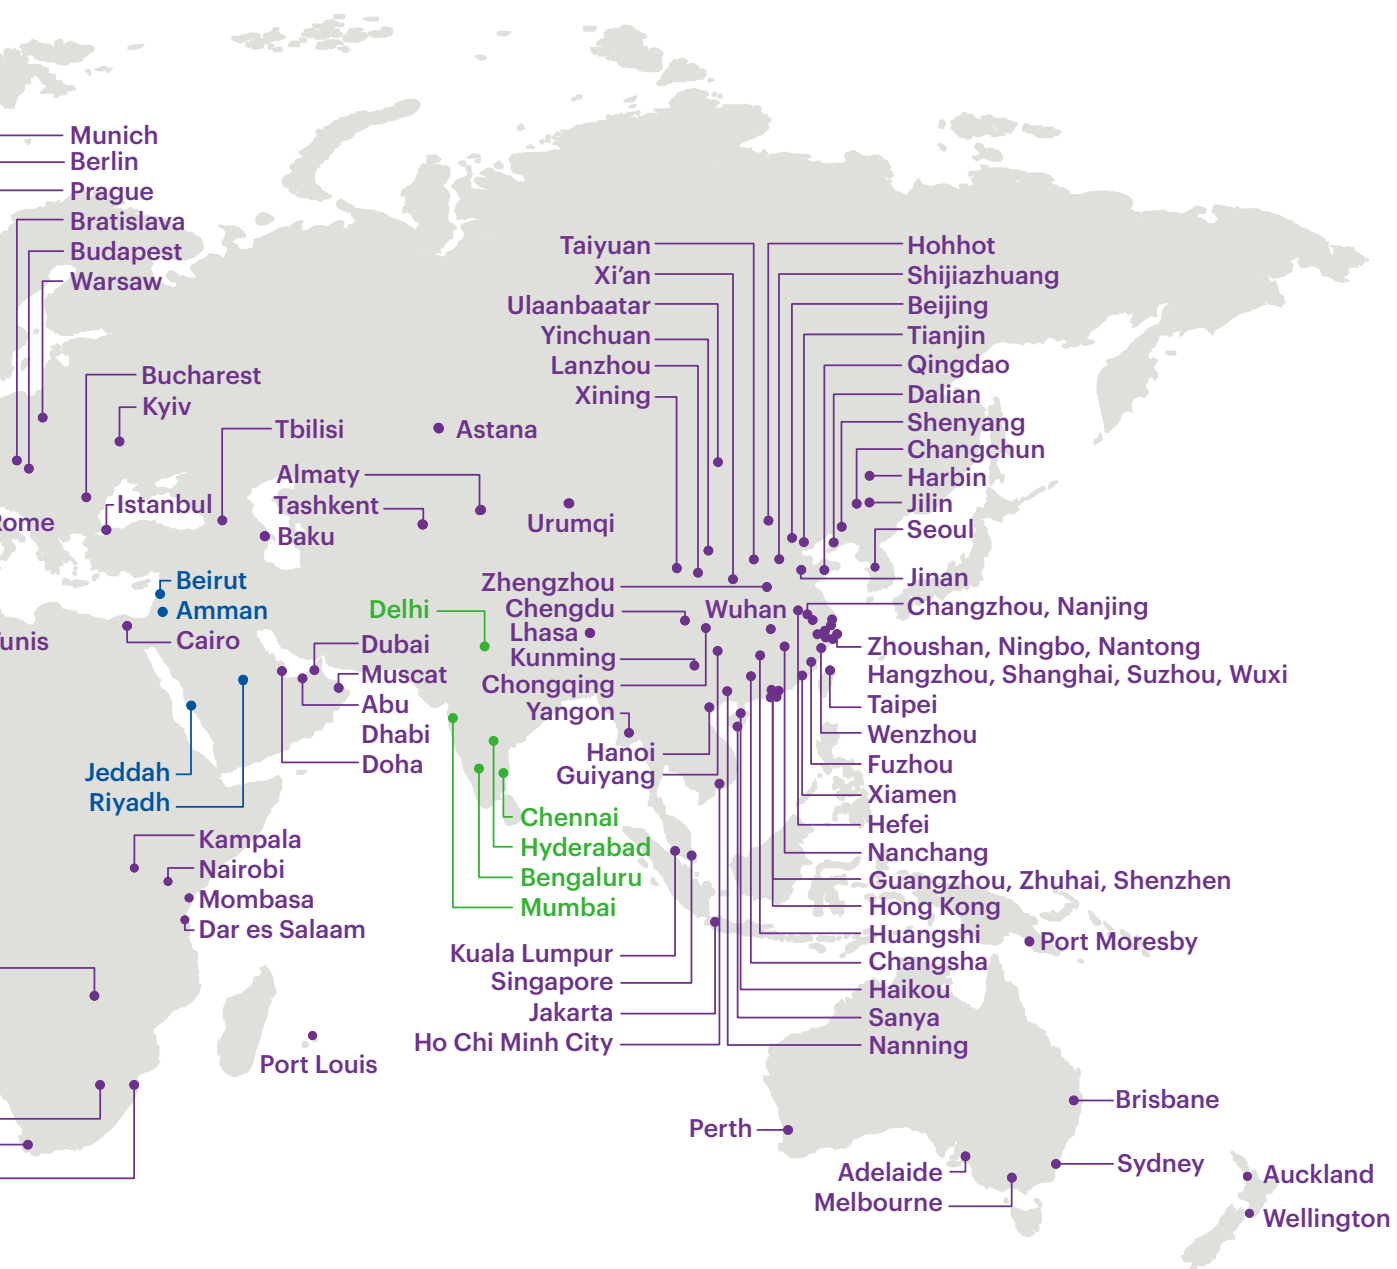 Munich
Berlin
Prague
Bratislava
Budapest
Warsaw
Bucharest
Kyiv
Tbilisi
Astana
Almaty
Tashkent
Istanbul
Baku
Urumqi
Taiyuan
Xi’an
Ulaanbaatar
Yinchuan
Lanzhou
Xining
Hohhot
Shijiazhuang
Beijing
Tianjin
Qingdao
Dalian
Shenyang
Changchun
Harbin
Jilin
Seoul
Jinan
Changzhou, Nanjing
Zhoushan, Ningbo, Nantong
Hangzhou, Shanghai, Suzhou, Wuxi
Taipei
Wenzhou
Fuzhou
Xiamen
Hefei
Nanchang
Guangzhou, Zhuhai, Shenzhen
Hong Kong
Huangshi
Changsha
Haikou
Sanya
Nanning
Zhengzhou
Chengdu
Wuhan
Lhasa
Kunming
Chongqing
Yangon
Hanoi
Guiyang
Beirut
Amman
Cairo
Delhi
Dubai
Muscat
Abu
Dhabi
Doha
Jeddah
Riyadh
Kampala
Nairobi
Mombasa
Dar es Salaam
Chennai
Hyderabad
Bengaluru
Mumbai
Kuala Lumpur
Singapore
Jakarta
Ho Chi Minh City
Port Louis
Port Moresby
Perth
Adelaide
Melbourne
Brisbane
Sydney
Auckland
Wellington
ome
unis